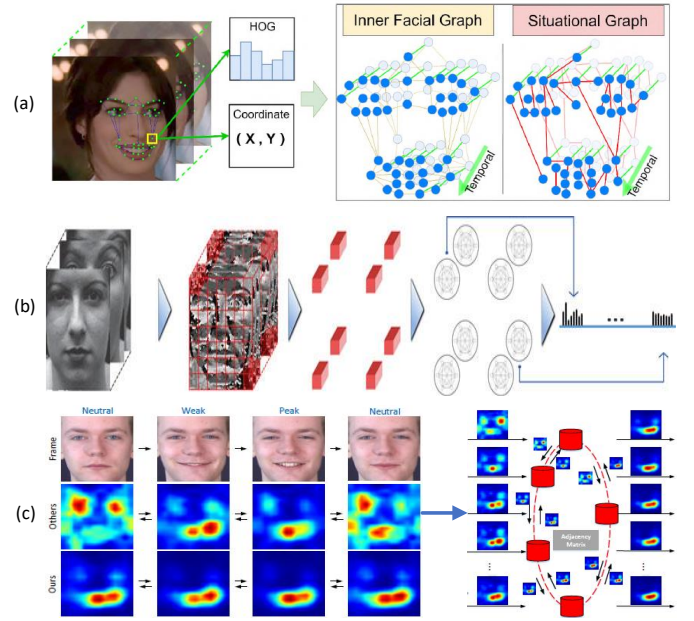 (a)
HOG
Coordinate
(X,Y)
Inner Facial Graph
Situational Graph
Temporal
Temporal
(b)
(c)
Neutral
Weak
Peak
Neutral
Frame
Others
Ours
Adjacency
Matrix